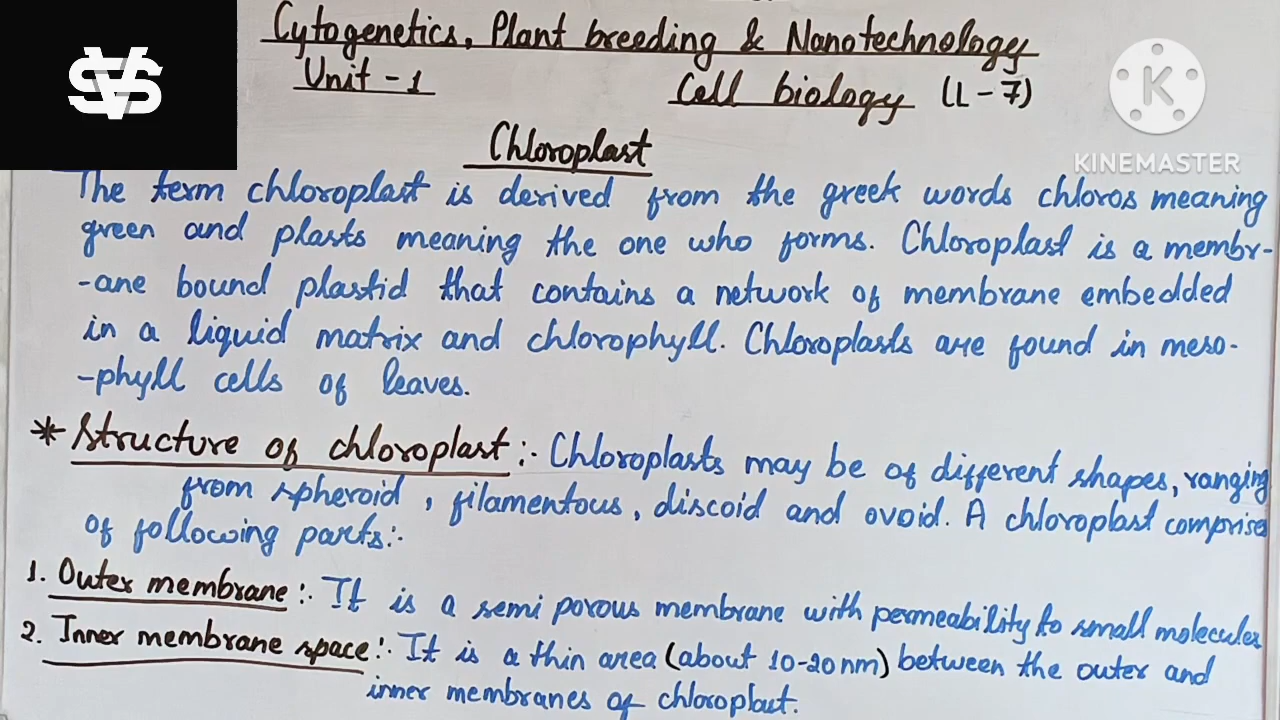 Cytogenetics, Plant breeding & Nanotechnology
Unit - 1 Cell biology (L - 7)
SVS
K
KINEMASTER
Chloroplast
The term chloroplast is derived from the greek words chloros meaning
green and plasts meaning the one who forms. Chloroplast is a membr-
-ane bound plastid that contains a network of membrane embedded
in a liquid matrix and chlorophyll. Chloroplasts are found in meso-
-phyll cells of leaves.
* Structure of chloroplast :- Chloroplasts may be of different shapes, ranging
from spheroid, filamentous, discoid and ovoid. A chloroplast comprises
of following parts:-
1. Outer membrane :- It is a semi porous membrane with permeability to small molecules
2. Inner membrane space :- It is a thin area (about 10-20 nm) between the outer and
inner membranes of chloroplast.